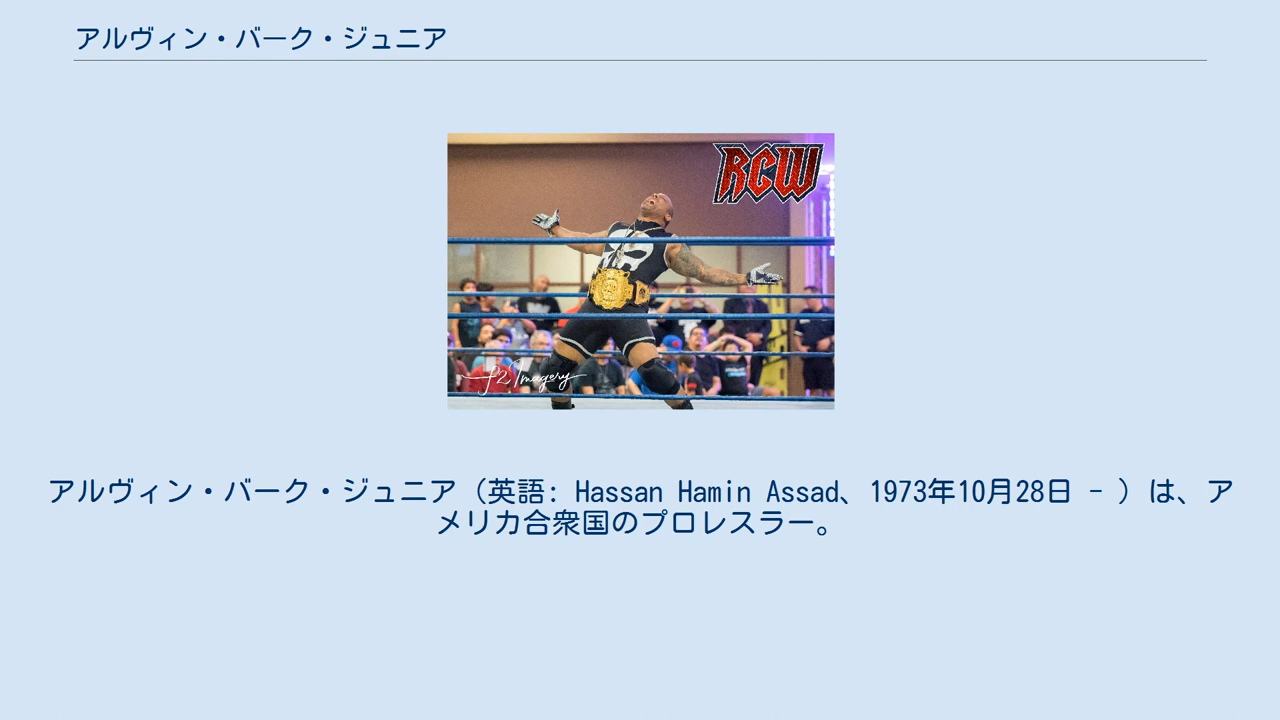 アルヴィン・バーク・ジュニア
RCW
P2 Imagery
アルヴィン・バーク・ジュニア（英語: Hassan Hamin Assad、1973年10月28日 - ）は、ア
メリカ合衆国のプロレスラー。